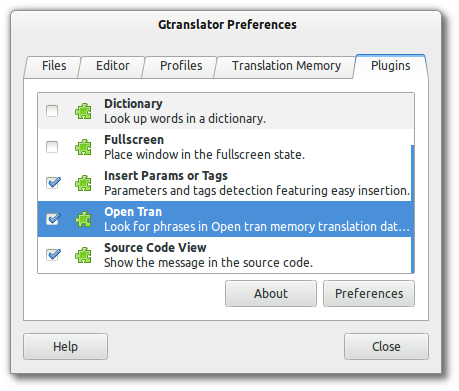 Gtranslator Preferences
Files Editor Profiles Translation Memory Plugins
Dictionary
Look up words in a dictionary.
Fullscreen
Place window in the fullscreen state.
Insert Params or Tags
Parameters and tags detection featuring easy insertion.
Open Tran
Look for phrases in Open tran memory translation dat...
Source Code View
Show the message in the source code.
About Preferences
Help Close